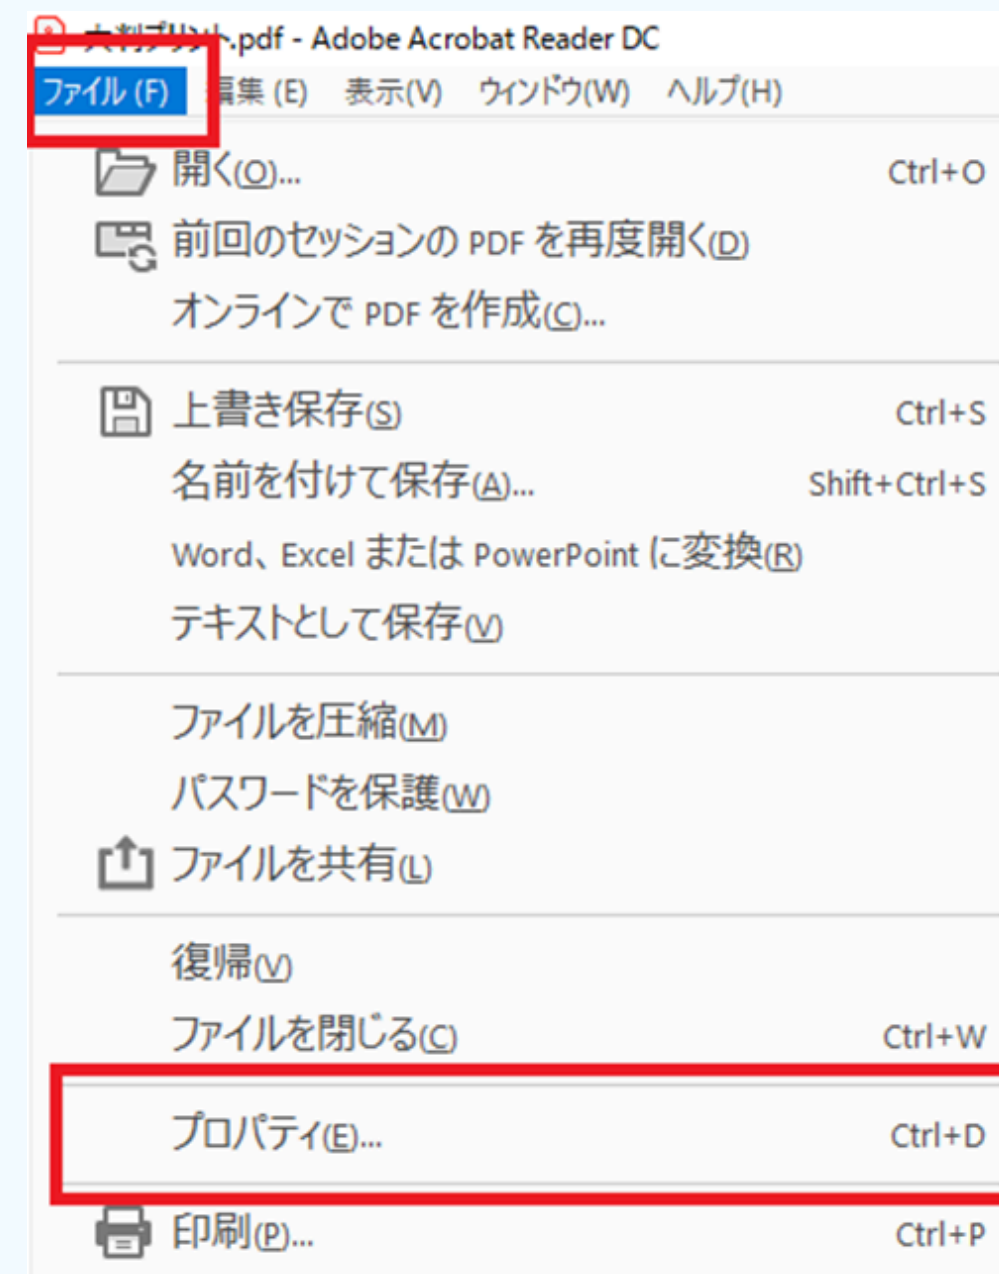 大判プリント.pdf - Adobe Acrobat Reader DC
ファイル (F) 編集 (E) 表示(V) ウィンドウ(W) ヘルプ(H)
開く(O)... Ctrl+O
前回のセッションの PDF を再度開く(D)
オンラインで PDF を作成(C)...
上書き保存(S) Ctrl+S
名前を付けて保存(A)... Shift+Ctrl+S
Word、Excel または PowerPoint に変換(R)
テキストとして保存(V)
ファイルを圧縮(M)
パスワードを保護(W)
ファイルを共有(L)
復帰(V)
ファイルを閉じる(C) Ctrl+W
プロパティ(E)... Ctrl+D
印刷(P)... Ctrl+P